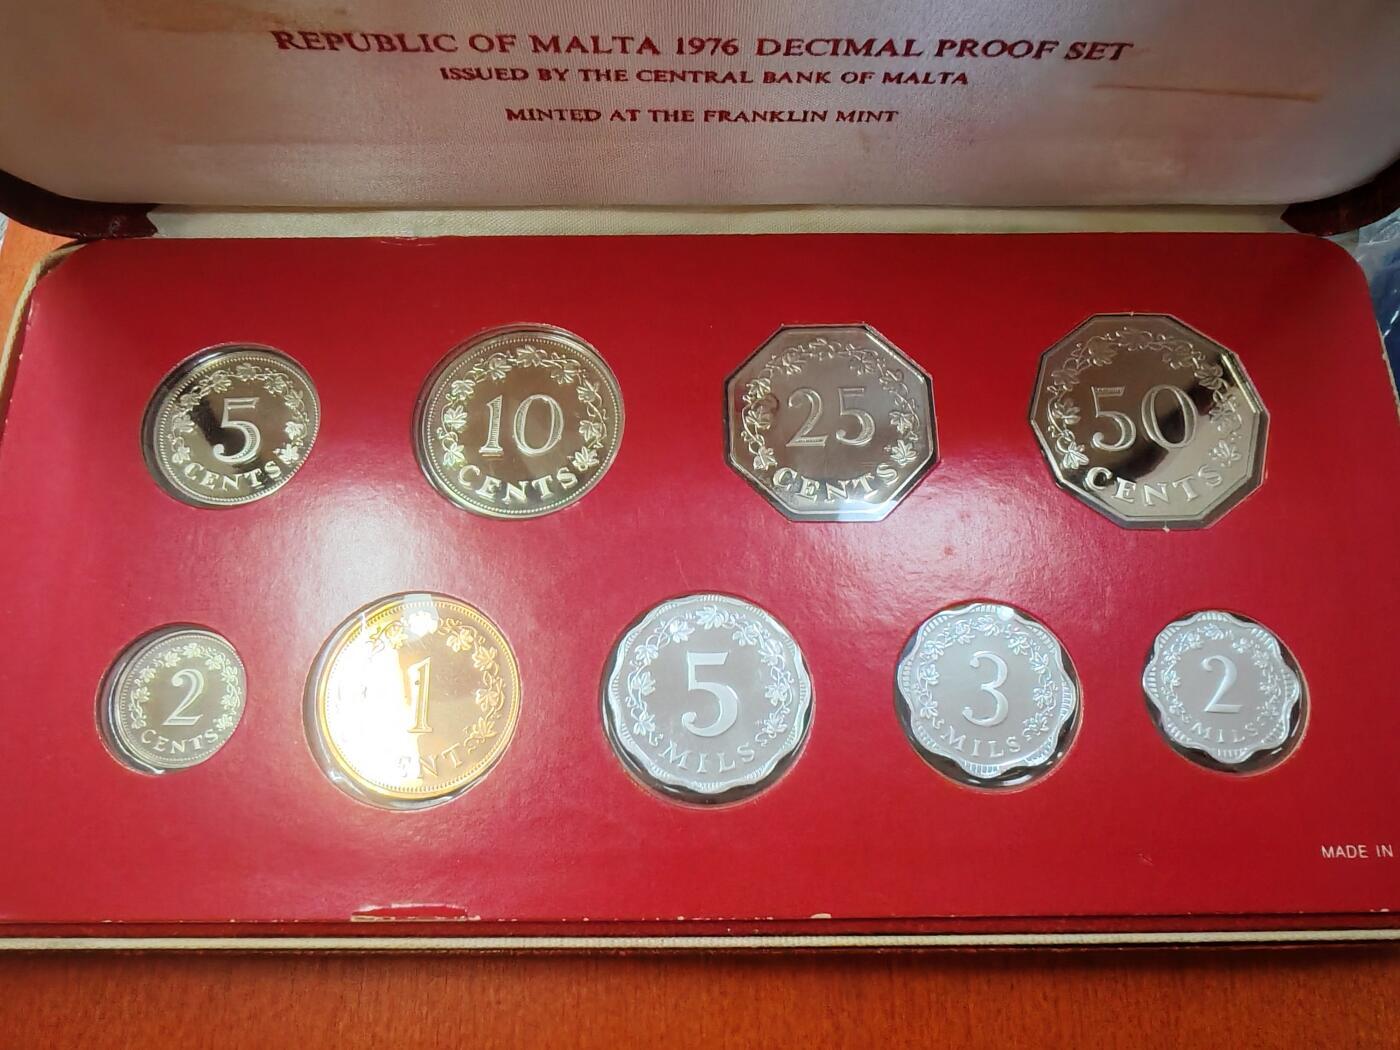 REPUBLIC OF MALTA 1976 DECIMAL PROOF SET
ISSUED BY THE CENTRAL BANK OF MALTA
MINTED AT THE FRANKLIN MINT
5
CENTS
10
CENTS
25
CENTS
50
CENTS
2
CENTS
1
ENT
5
MILS
3
MILS
2
MILS
MADE IN